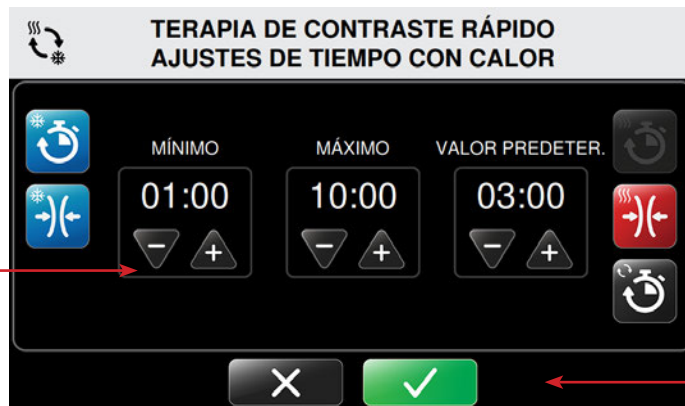 TERAPIA DE CONTRASTE RÁPIDO
AJUSTES DE TIEMPO CON CALOR
MÍNIMO
MÁXIMO
VALOR PREDETER.
01:00
10:00
03:00